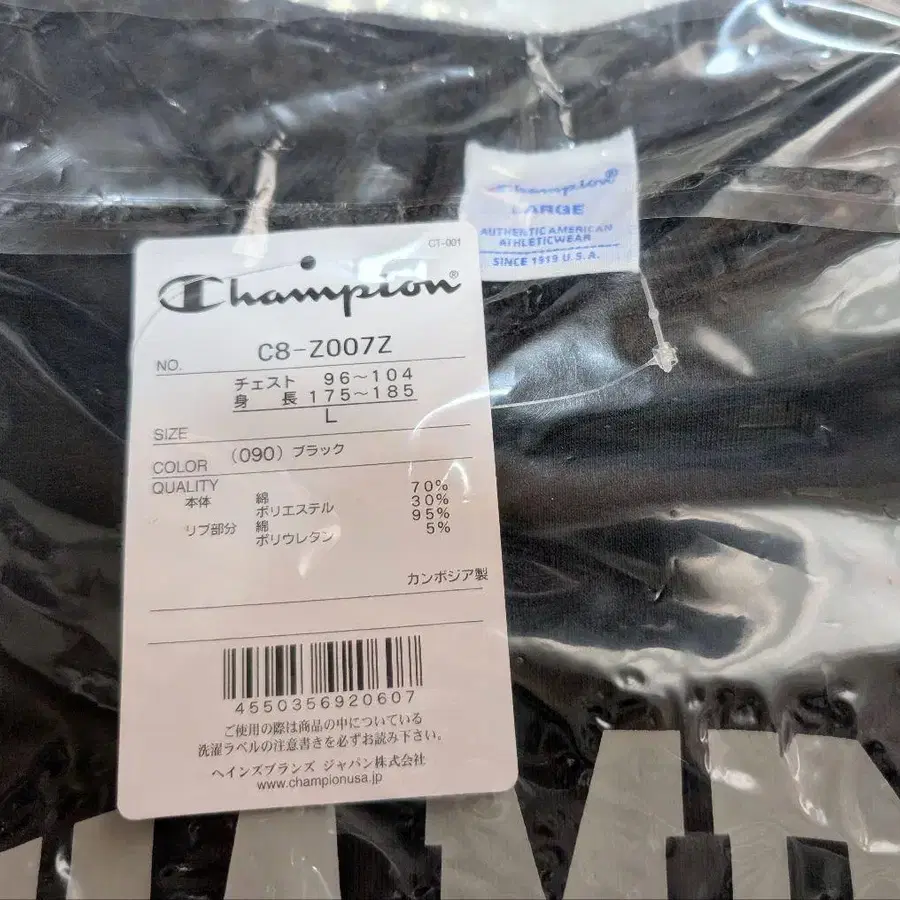 Champion®
LARGE
AUTHENTIC AMERICAN
ATHLETICWEAR
SINCE 1919 U.S.A.
CT-001
Champion®
NO. C8-Z007Z
チェスト 96～104
身長 175～185
SIZE L
COLOR (090) ブラック
QUALITY
本体 綿 70%
ポリエステル 30%
リブ部分 綿 95%
ポリウレタン 5%
カンボジア製
4550356920607
ご使用の際は商品の中についている
洗濯ラベルの注意書きを必ずお読み下さい。
ヘインズブランズ ジャパン株式会社
www.championusa.jp